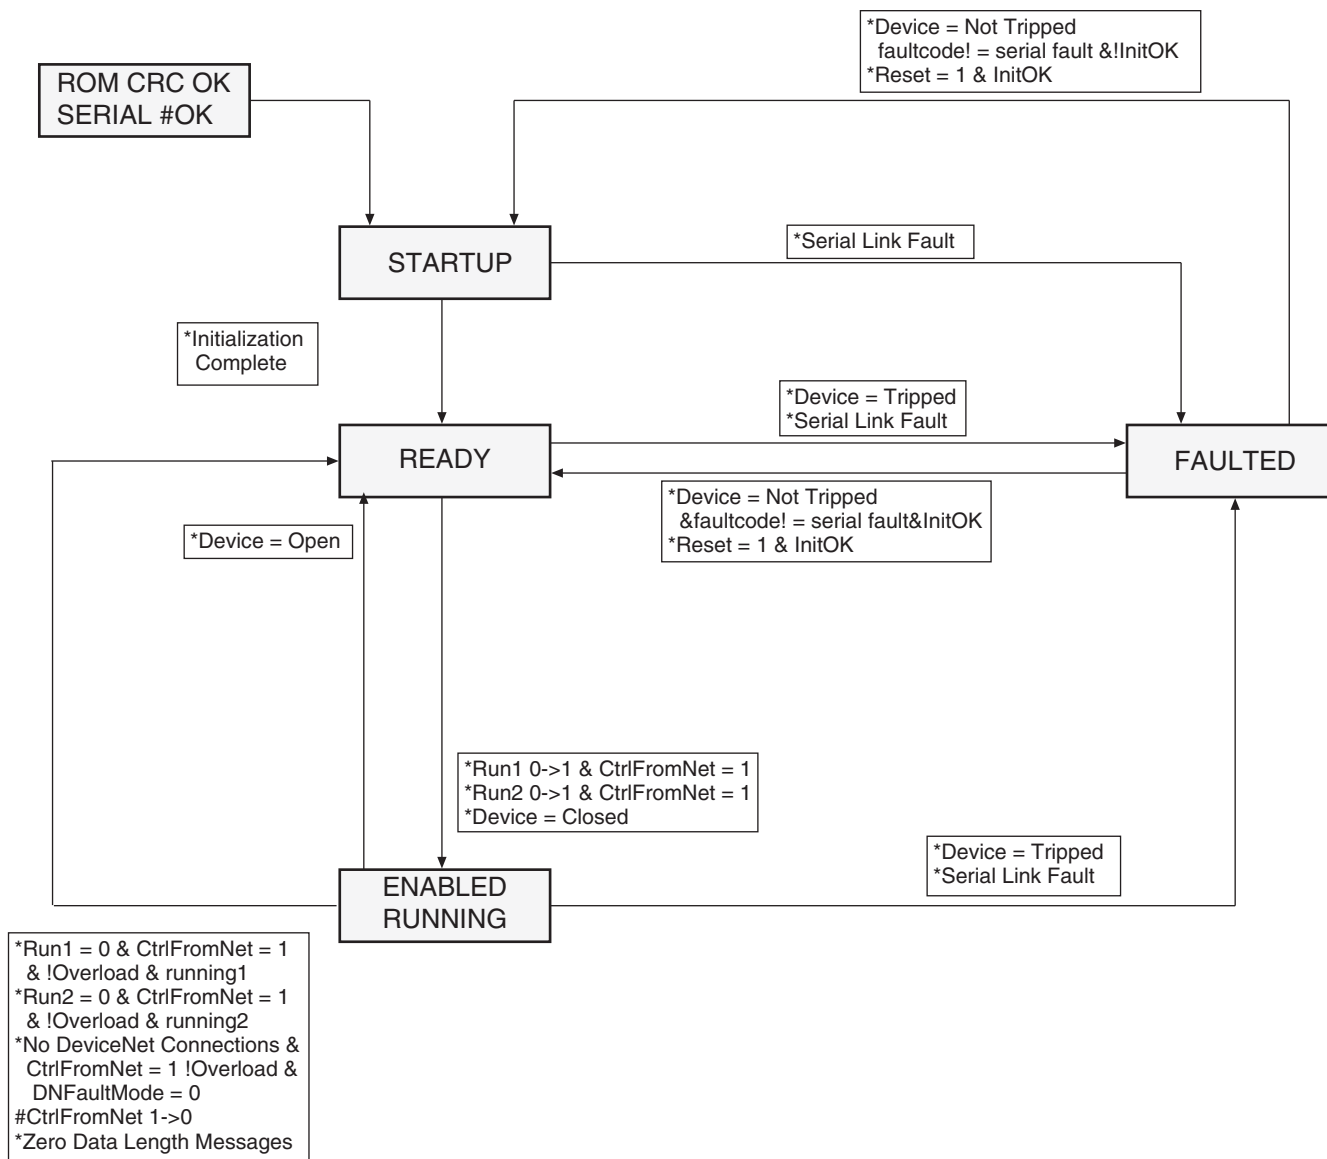 *Device = Not Tripped
faultcode! = serial fault &!InitOK
*Reset = 1 & InitOK
ROM CRC OK
SERIAL #OK
*Serial Link Fault
STARTUP
*Initialization
Complete
*Device = Tripped
*Serial Link Fault
READY
FAULTED
*Device = Not Tripped
&faultcode! = serial fault&InitOK
*Reset = 1 & InitOK
*Device = Open
*Run1 0->1 & CtrlFromNet = 1
*Run2 0->1 & CtrlFromNet = 1
*Device = Closed
*Device = Tripped
*Serial Link Fault
ENABLED
RUNNING
*Run1 = 0 & CtrlFromNet = 1
& !Overload & running1
*Run2 = 0 & CtrlFromNet = 1
& !Overload & running2
*No DeviceNet Connections &
CtrlFromNet = 1 !Overload &
DNFaultMode = 0
#CtrlFromNet 1->0
*Zero Data Length Messages